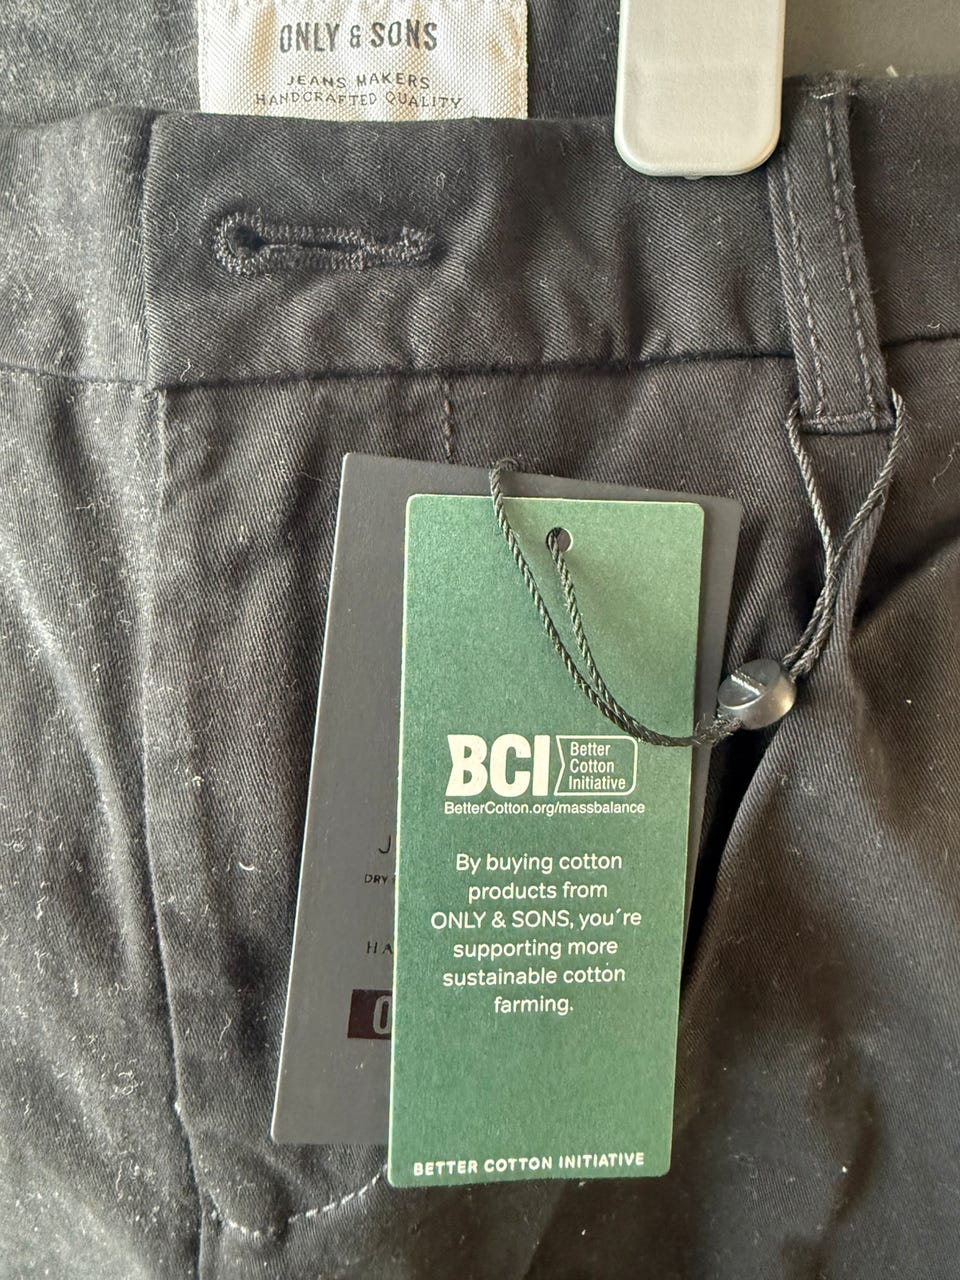 ONLY & SONS
JEANS MAKERS
HANDCRAFTED QUALITY
BCI
Better
Cotton
Initiative
BetterCotton.org/massbalance
By buying cotton
products from
ONLY & SONS, you´re
supporting more
sustainable cotton
farming.
DRY
BETTER COTTON INITIATIVE